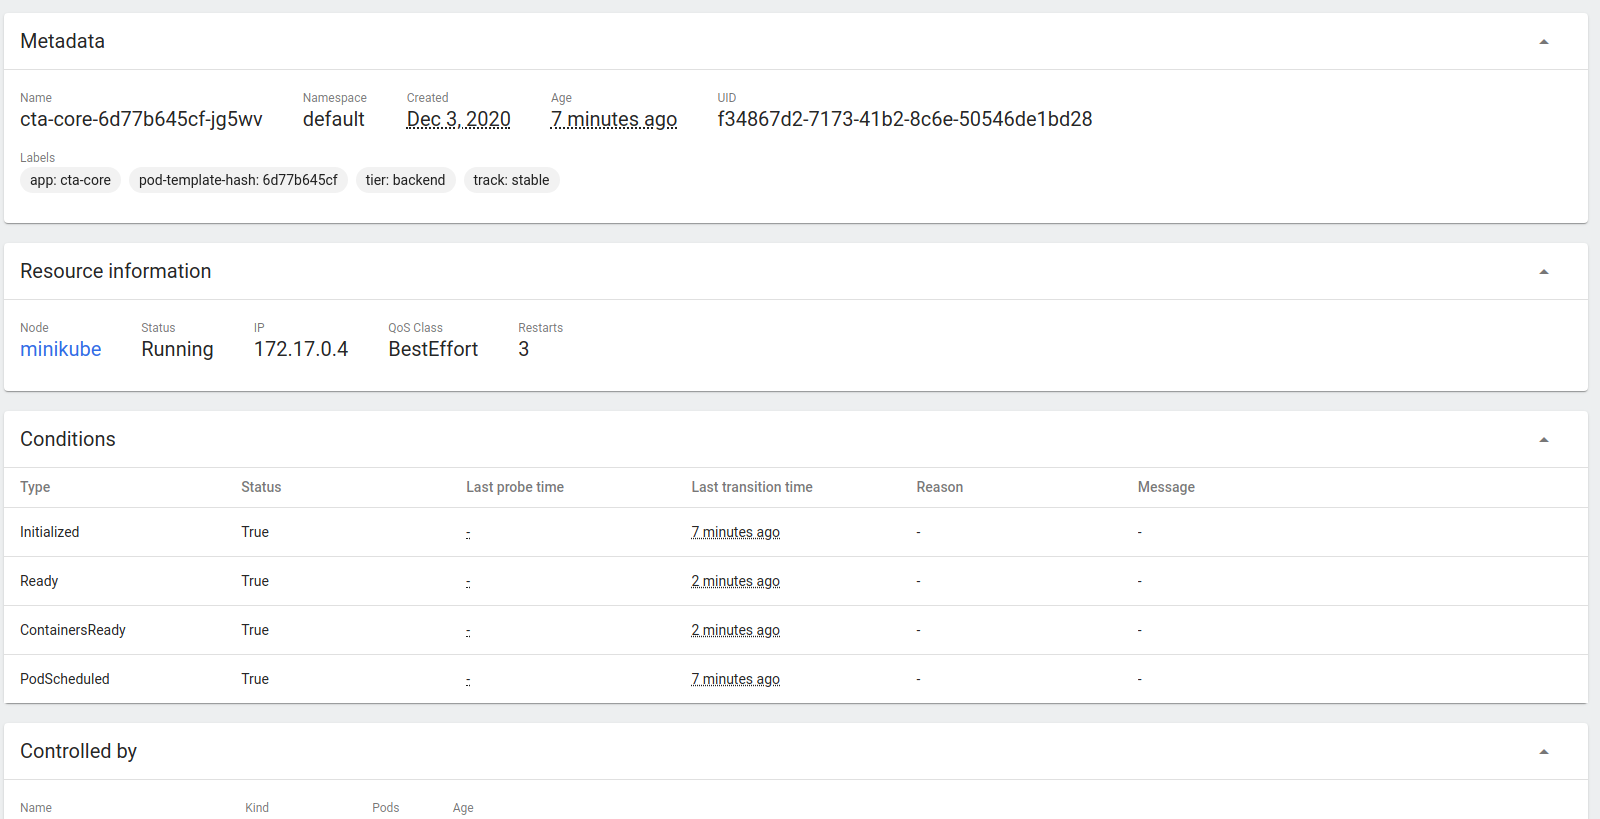 Metadata
Name Namespace Created Age UID
cta-core-6d77b645cf-jg5wv default Dec 3, 2020 7 minutes ago f34867d2-7173-41b2-8c6e-50546de1bd28
Labels
app: cta-core pod-template-hash: 6d77b645cf tier: backend track: stable
Resource information
Node Status IP QoS Class Restarts
minikube Running 172.17.0.4 BestEffort 3
Conditions
Type Status Last probe time Last transition time Reason Message
Initialized True - 7 minutes ago - -
Ready True - 2 minutes ago - -
ContainersReady True - 2 minutes ago - -
PodScheduled True - 7 minutes ago - -
Controlled by
Name Kind Pods Age